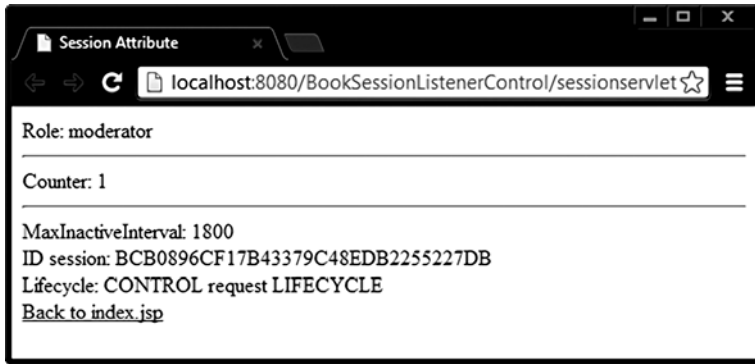 Session Attribute
localhost:8080/BookSessionListenerControl/sessionservlet
Role: moderator
Counter: 1
MaxInactiveInterval: 1800
ID session: BCB0896CF17B43379C48EDB2255227DB
Lifecycle: CONTROL request LIFECYCLE
Back to index.jsp